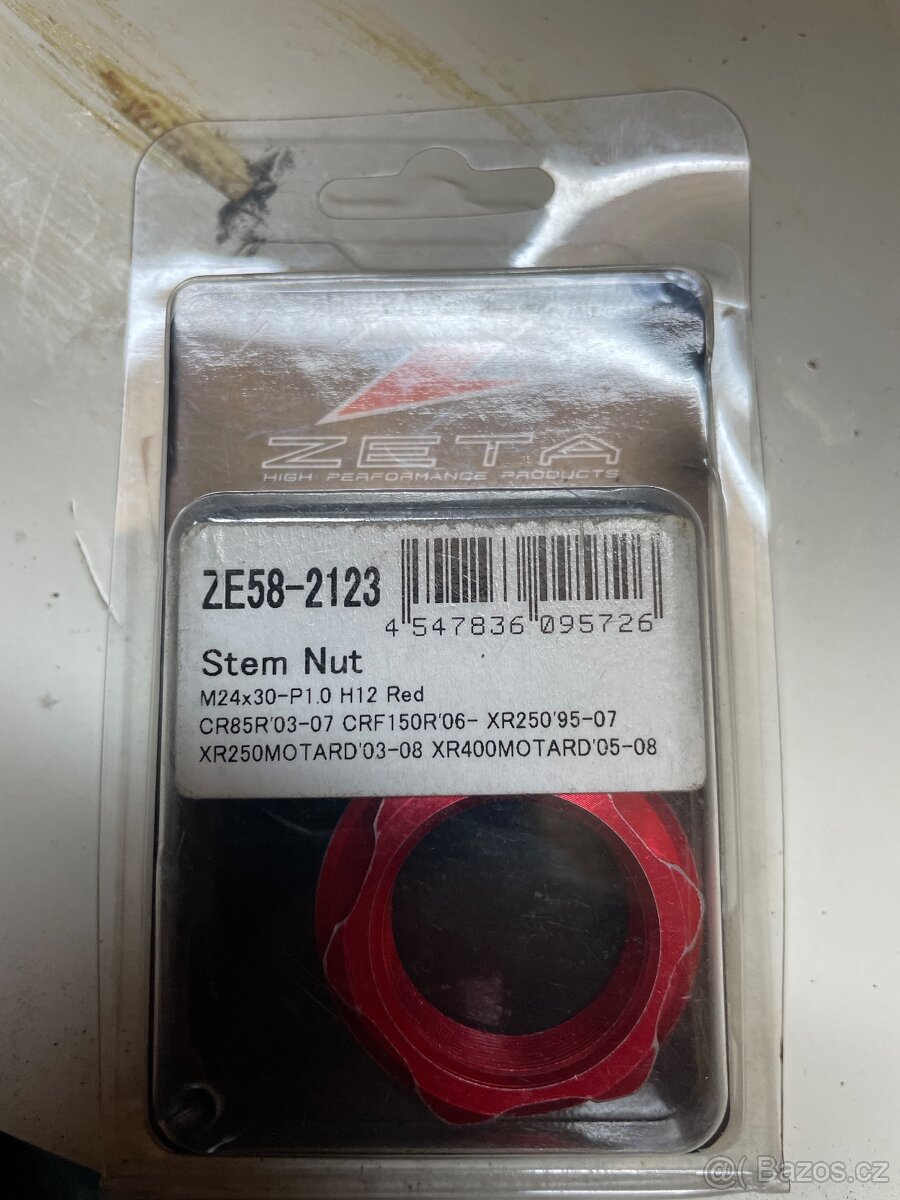 ZETA
HIGH PERFORMANCE PRODUCTS
ZE58-2123
4 547836 095726
Stem Nut
M24x30-P1.0 H12 Red
CR85R'03-07 CRF150R'06- XR250'95-07
XR250MOTARD'03-08 XR400MOTARD'05-08
@( Bazos.cz